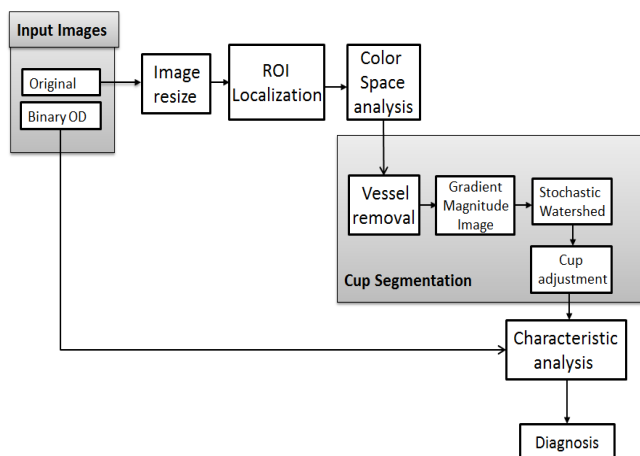 Input Images
Original
Binary OD
Image
resize
ROI
Localization
Color
Space
analysis
Vessel
removal
Gradient
Magnitude
Image
Stochastic
Watershed
Cup
adjustment
Cup Segmentation
Characteristic
analysis
Diagnosis